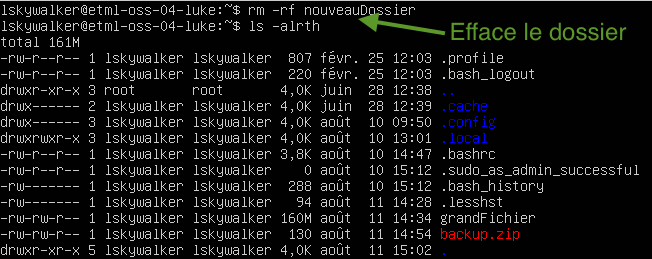 lskywalker@etml-oss-04-luke:~$ rm -rf nouveauDossier
Efface le dossier
lskywalker@etml-oss-04-luke:~$ ls -alrth
total 161M
-rw-r--r-- 1 lskywalker lskywalker 807 févr. 25 12:03 .profile
-rw-r--r-- 1 lskywalker lskywalker 220 févr. 25 12:03 .bash_logout
drwxr-xr-x 3 root root 4,0K juin 28 12:38 ..
drwx------ 2 lskywalker lskywalker 4,0K juin 28 12:39 .cache
drwx------ 3 lskywalker lskywalker 4,0K août 10 09:50 .config
drwxrwxr-x 3 lskywalker lskywalker 4,0K août 10 13:01 .local
-rw-r--r-- 1 lskywalker lskywalker 3,8K août 10 14:47 .bashrc
-rw-r--r-- 1 lskywalker lskywalker 0 août 10 15:12 .sudo_as_admin_successful
-rw------- 1 lskywalker lskywalker 288 août 10 15:12 .bash_history
-rw------- 1 lskywalker lskywalker 94 août 11 14:28 .lesshst
-rw-rw-r-- 1 lskywalker lskywalker 160M août 11 14:34 grandFichier
-rw-rw-r-- 1 lskywalker lskywalker 130 août 11 14:54 backup.zip
drwxr-xr-x 5 lskywalker lskywalker 4,0K août 11 15:02 .